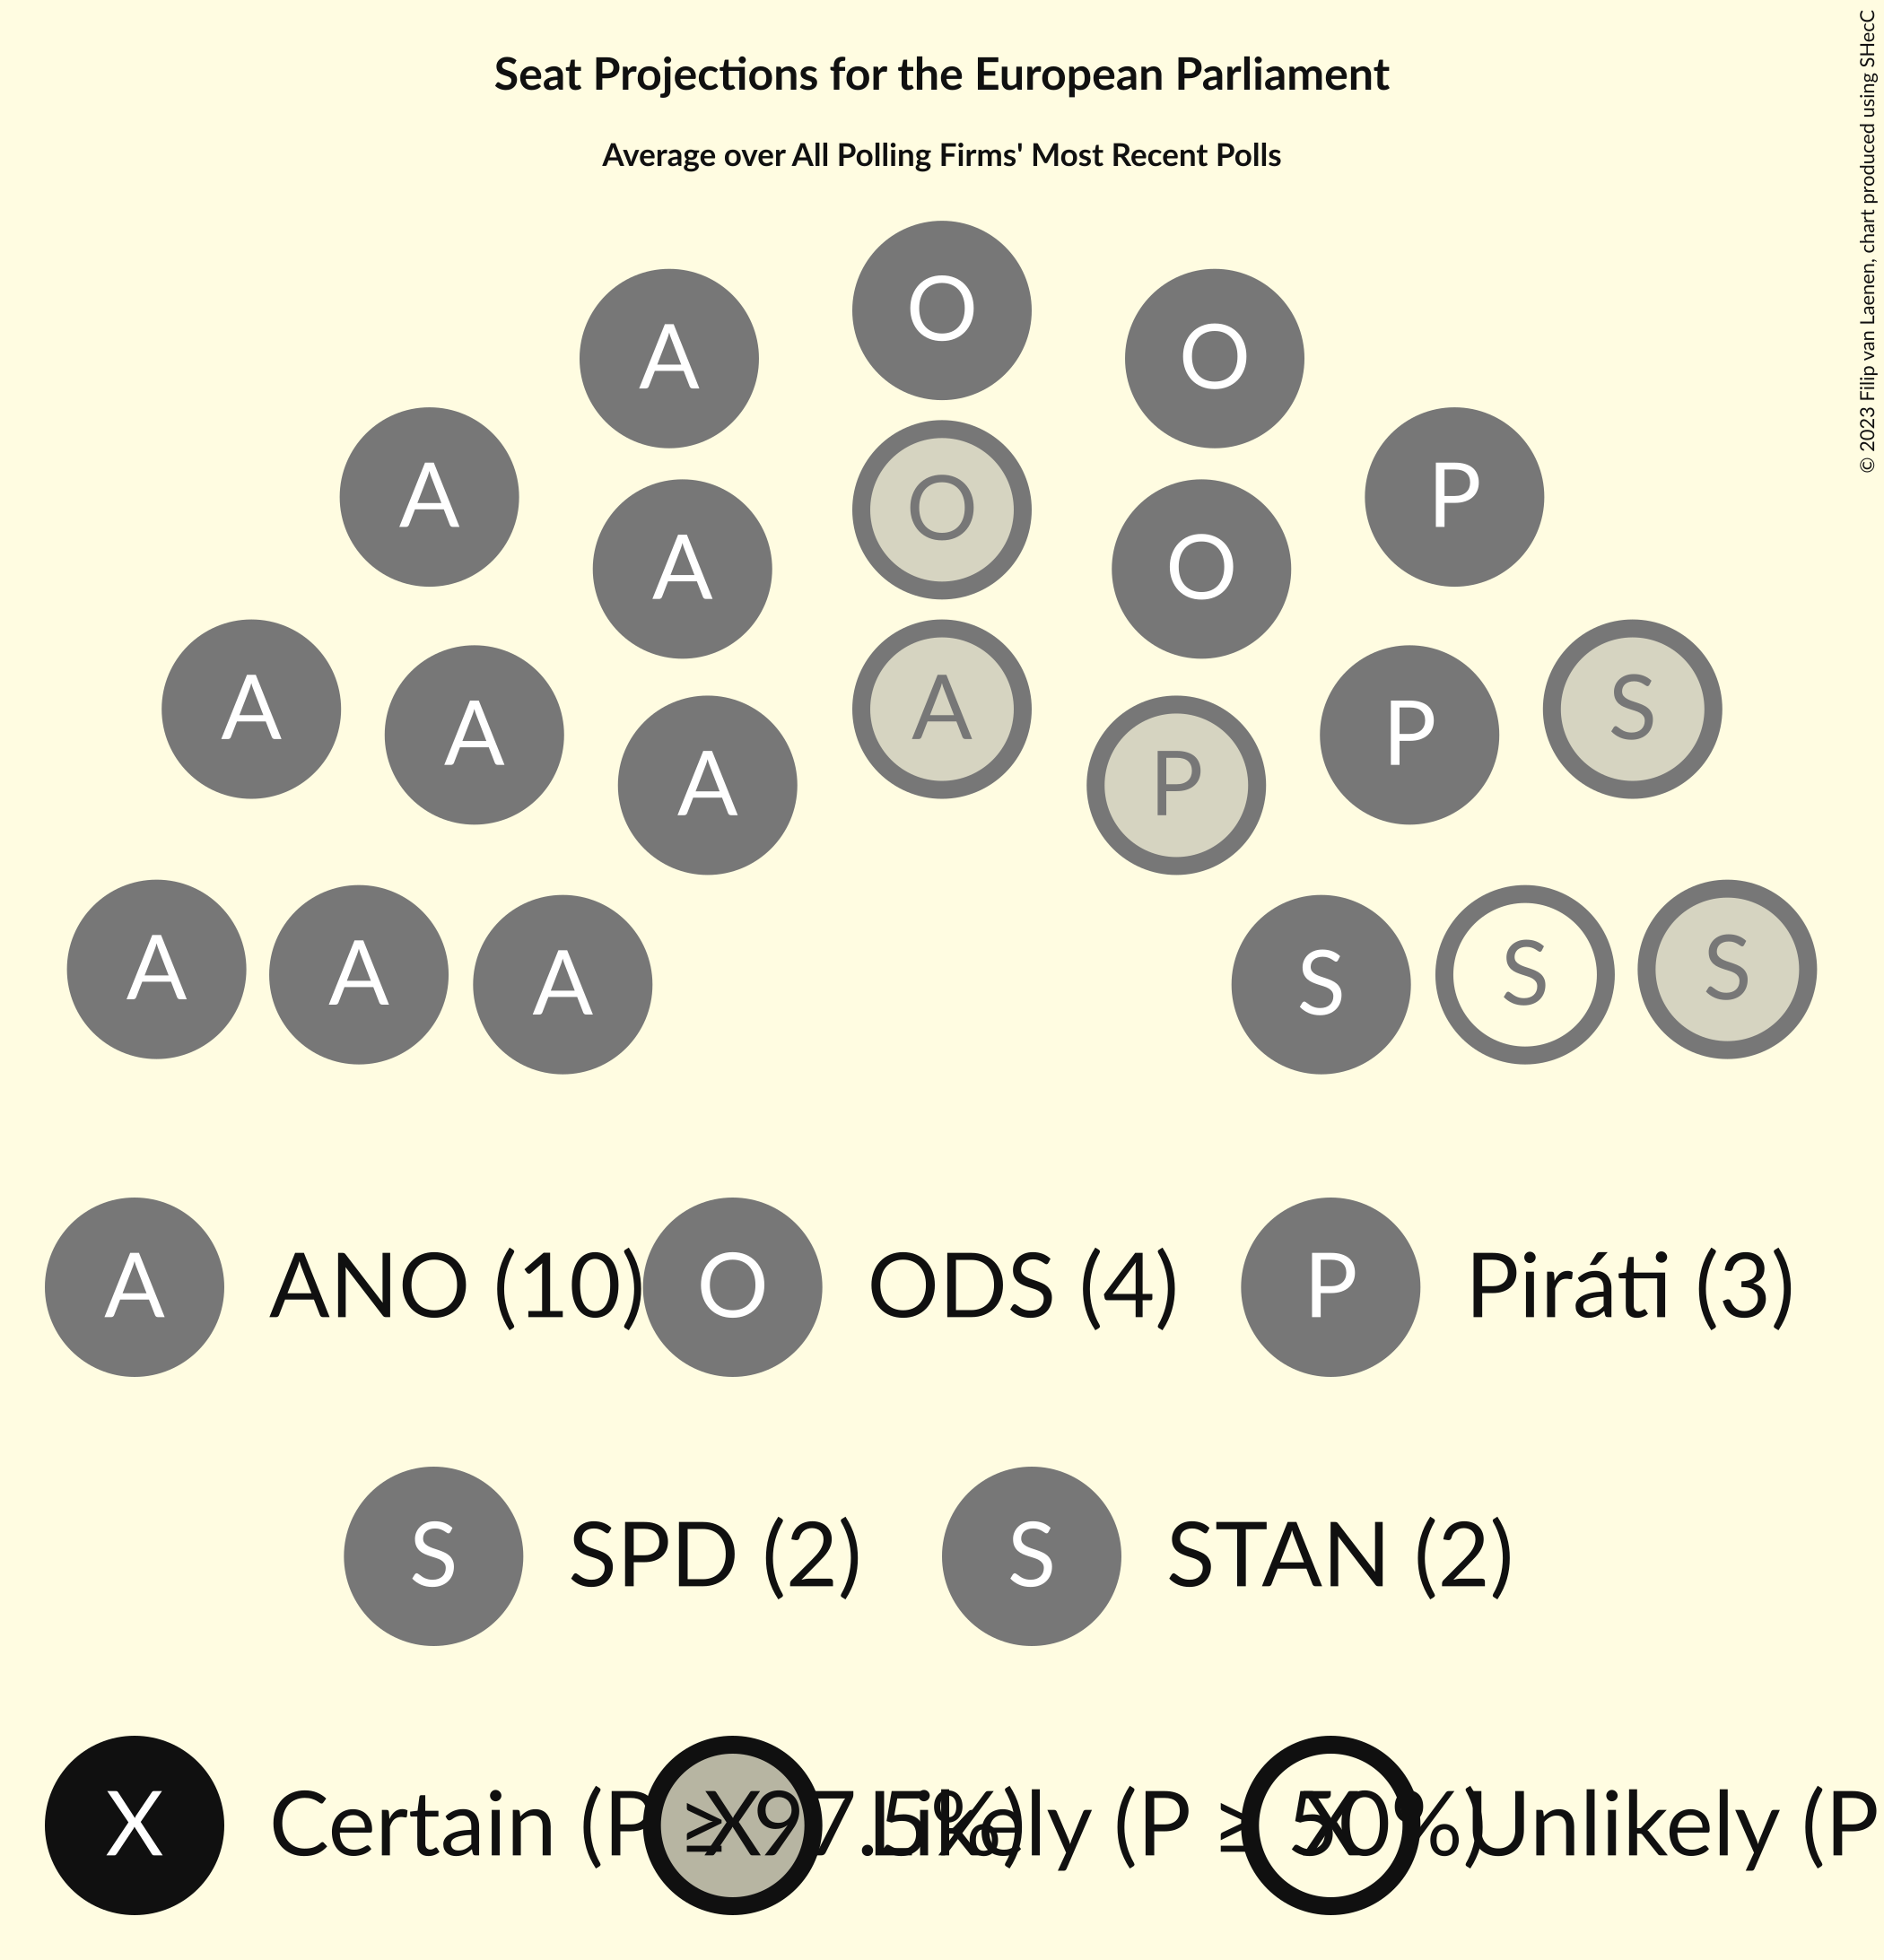 Seat Projections for the European Parliament
Average over All Polling Firms' Most Recent Polls
© 2023 Filip van Laenen, chart produced using SHecC
O
A O
A P
O
A O
A A S
A P
A P
A A S
A S
A S
A ANO (10) O ODS (4) P Piráti (3)
S SPD (2) S STAN (2)
X Certain (P ≥ 97.5%) X Likely (P ≥ 50%) X Unlikely (P